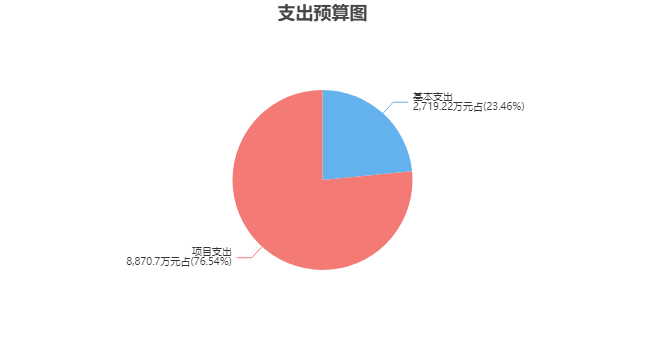 支出预算图
基本支出
2,719.22万元占(23.46%)
项目支出
8,870.7万元占(76.54%)